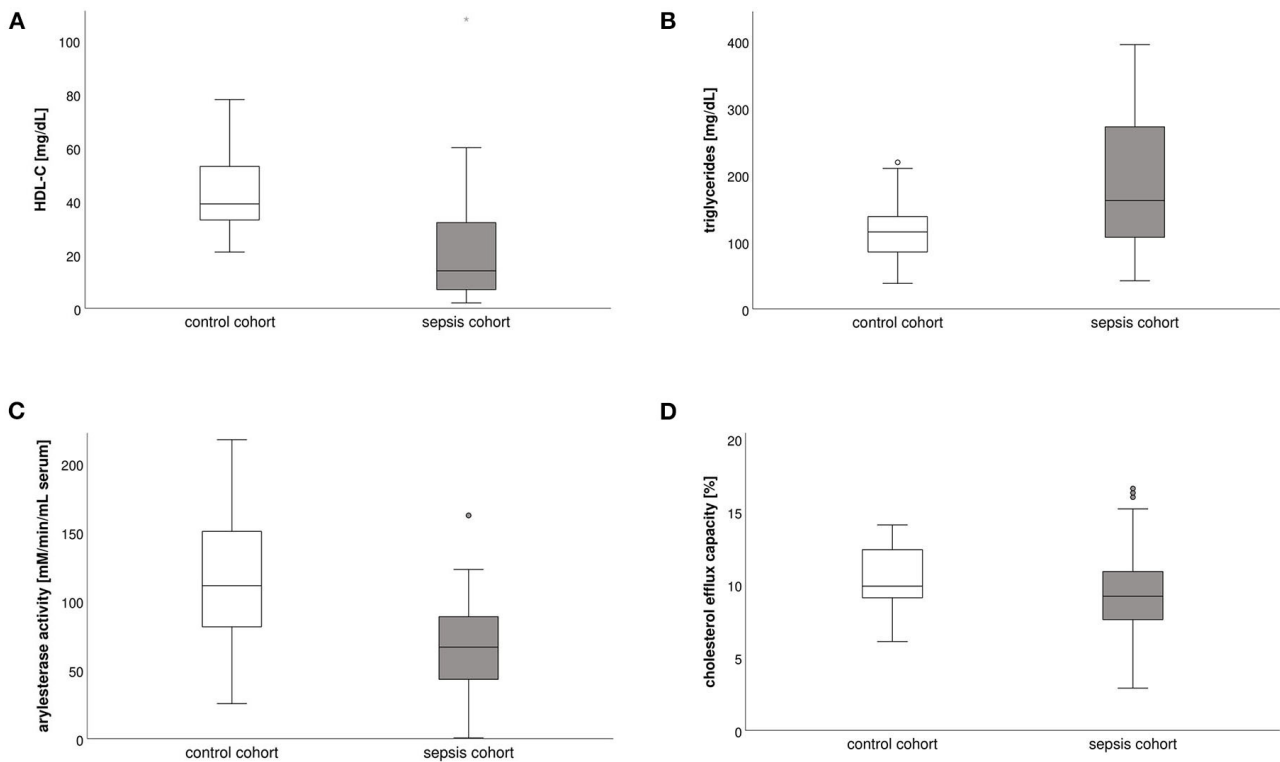 A
HDL-C [mg/dL]
100
80
60
40
20
0
control cohort
sepsis cohort
*
B
triglycerides [mg/dL]
400
300
200
100
0
control cohort
sepsis cohort
C
arylesterase activity [mM/min/mL serum]
200
150
100
50
0
control cohort
sepsis cohort
D
cholesterol efflux capacity [%]
20
15
10
5
0
control cohort
sepsis cohort